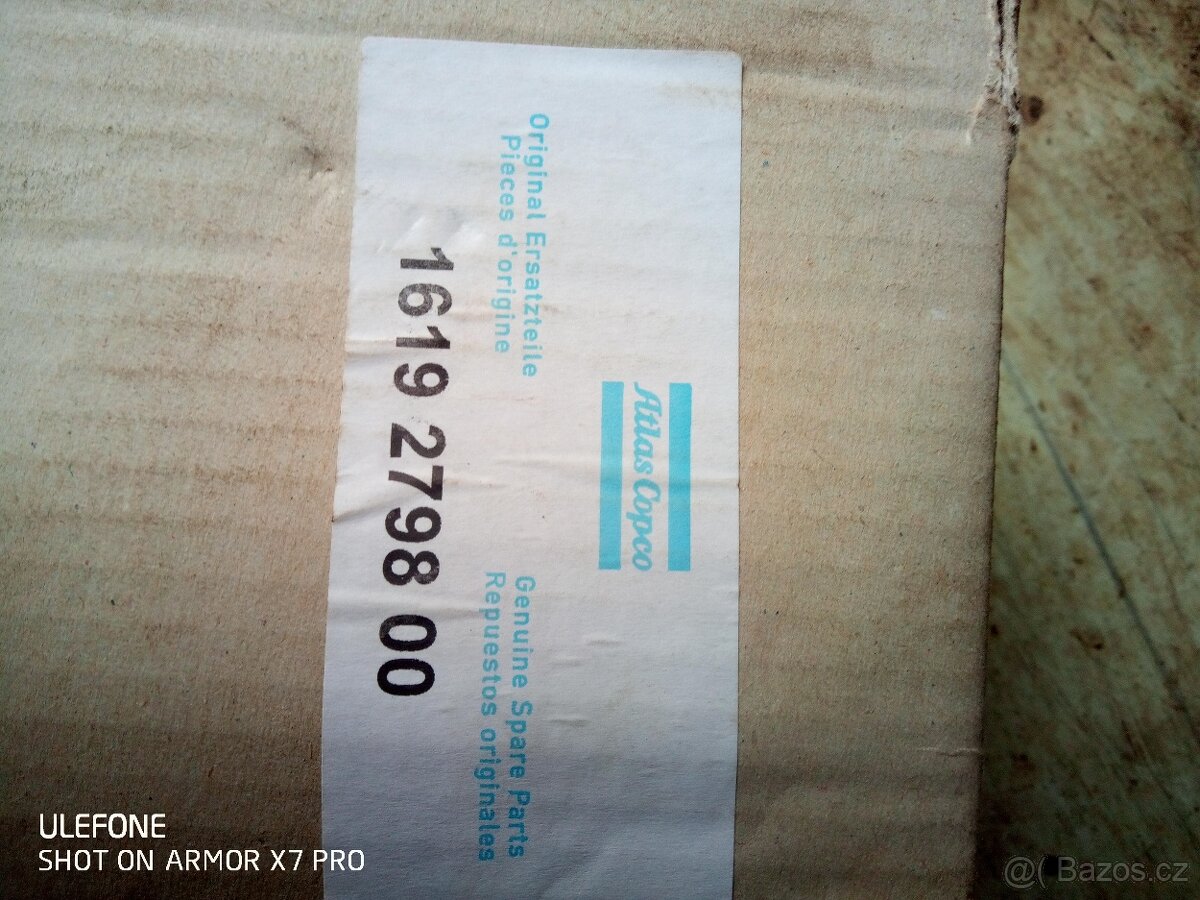 Atlas Copco
Original Ersatzteile
Pieces d'origine
Genuine Spare Parts
Repuestos originales
1619 2798 00
ULEFONE
SHOT ON ARMOR X7 PRO
@( Bazos.cz